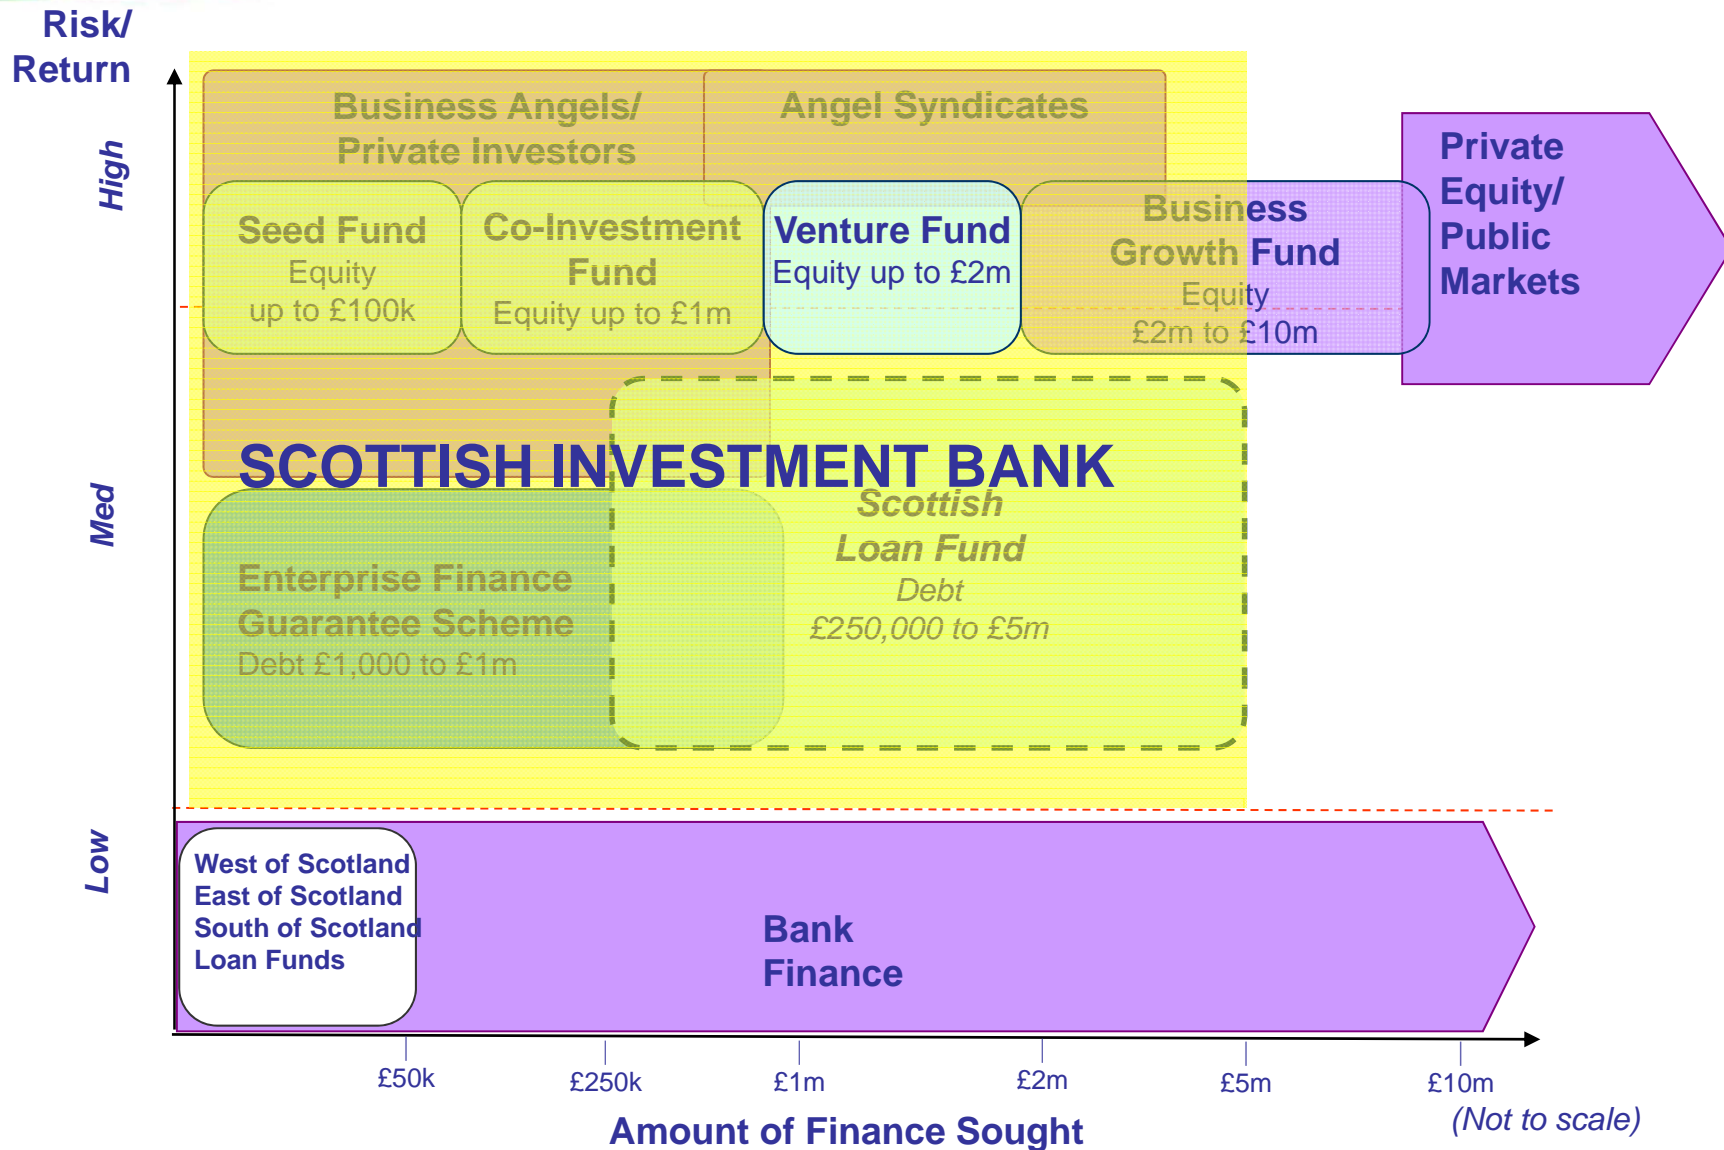 Risk/
Return
High
Med
Low
Business Angels/
Private Investors
Angel Syndicates
Seed Fund
Equity
up to £100k
Co-Investment
Fund
Equity up to £1m
Venture Fund
Equity up to £2m
Business
Growth Fund
Equity
£2m to £10m
Private
Equity/
Public
Markets
SCOTTISH INVESTMENT BANK
Scottish
Loan Fund
Debt
£250,000 to £5m
Enterprise Finance
Guarantee Scheme
Debt £1,000 to £1m
West of Scotland
East of Scotland
South of Scotland
Loan Funds
Bank
Finance
£50k
£250k
£1m
£2m
£5m
£10m
Amount of Finance Sought
(Not to scale)